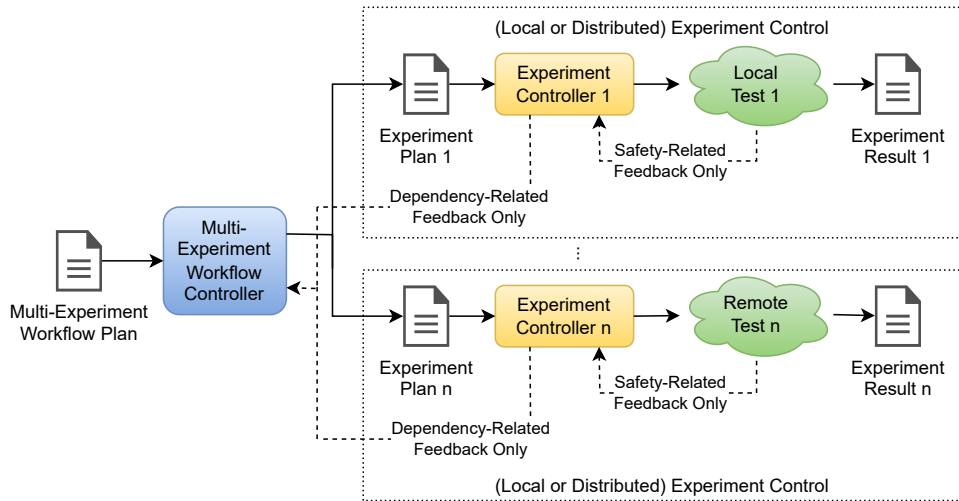 (Local or Distributed) Experiment Control
Experiment
Plan 1
Experiment
Controller 1
Local
Test 1
Experiment
Result 1
Safety-Related
Feedback Only
Dependency-Related
Feedback Only
Multi-Experiment
Workflow Plan
Multi-
Experiment
Workflow
Controller
...
Experiment
Plan n
Experiment
Controller n
Remote
Test n
Experiment
Result n
Safety-Related
Feedback Only
Dependency-Related
Feedback Only
(Local or Distributed) Experiment Control